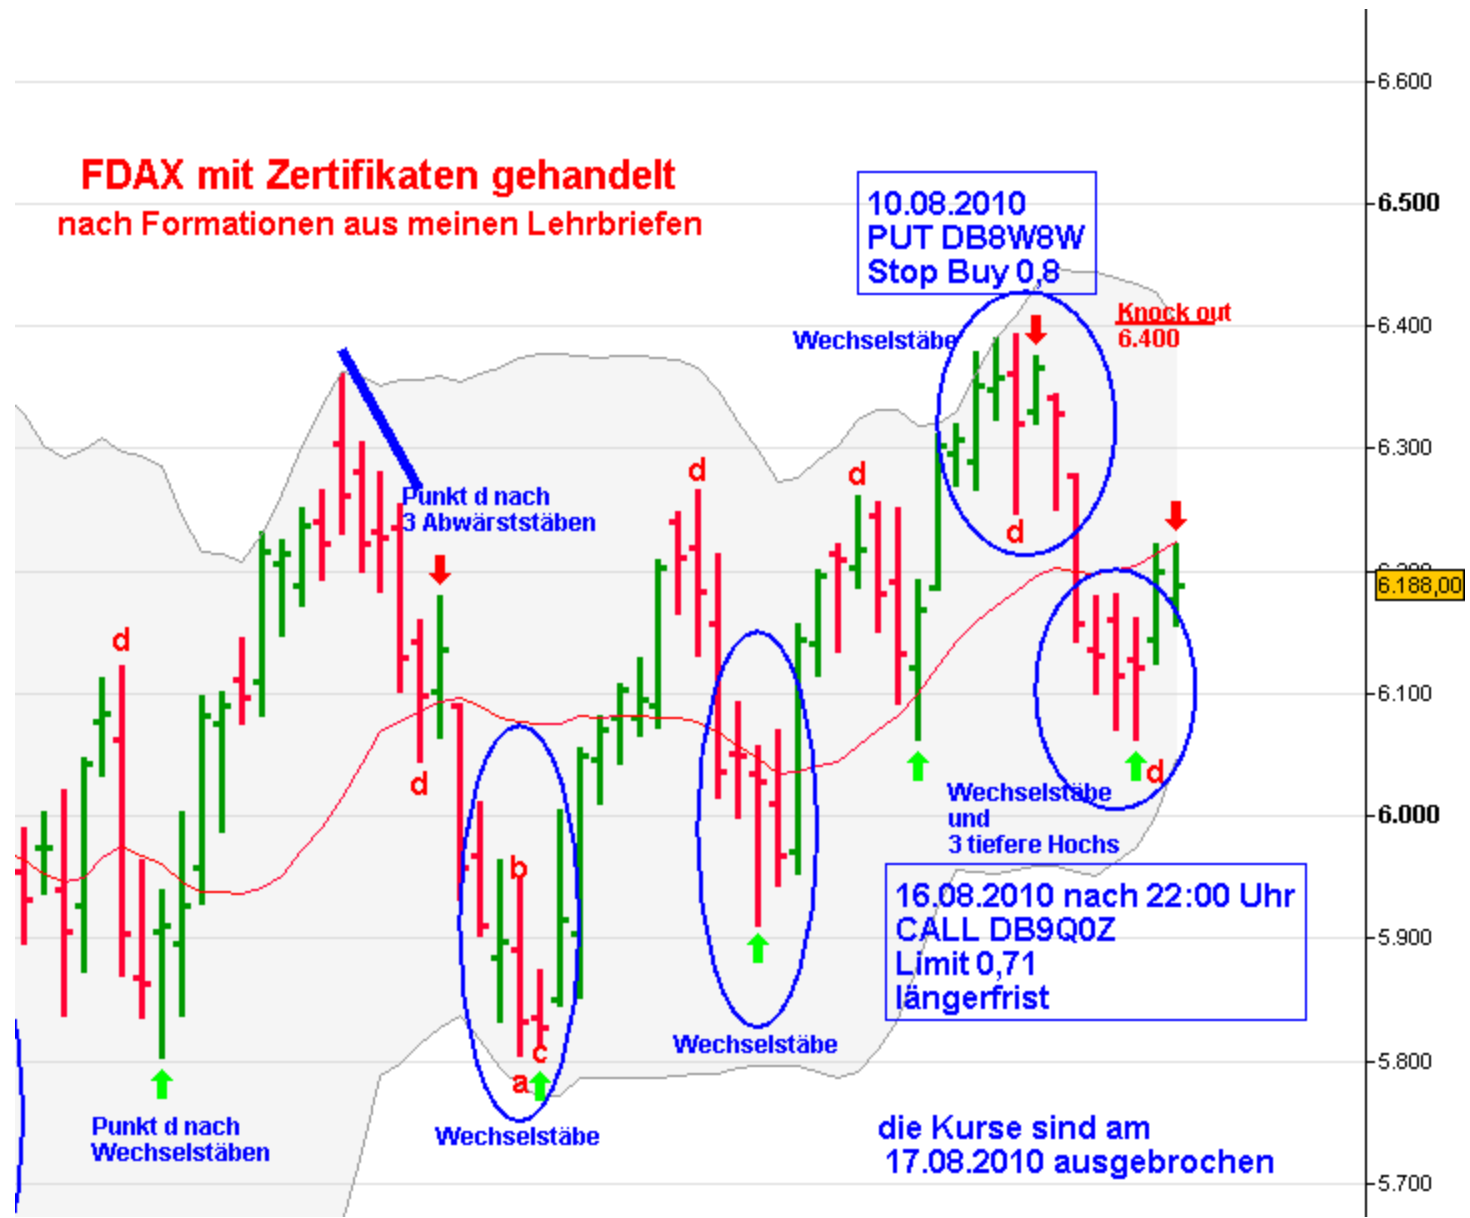 6.600
FDAX mit Zertifikaten gehandelt
nach Formationen aus meinen Lehrbriefen
10.08.2010
PUT DB8W8W
Stop Buy 0,8
6.500
Knock out
6.400
6.400
Wechselstäbe
6.300
d
d
Punkt d nach
3 Abwärtsstäben
d
6.188,00
d
d
6.100
d
Wechselstäbe
und
3 tiefere Hochs
6.000
b
16.08.2010 nach 22:00 Uhr
CALL DB9Q0Z
Limit 0,71
längerfrist
5.900
c
a
Wechselstäbe
5.800
Punkt d nach
Wechselstäben
Wechselstäbe
die Kurse sind am
17.08.2010 ausgebrochen
5.700